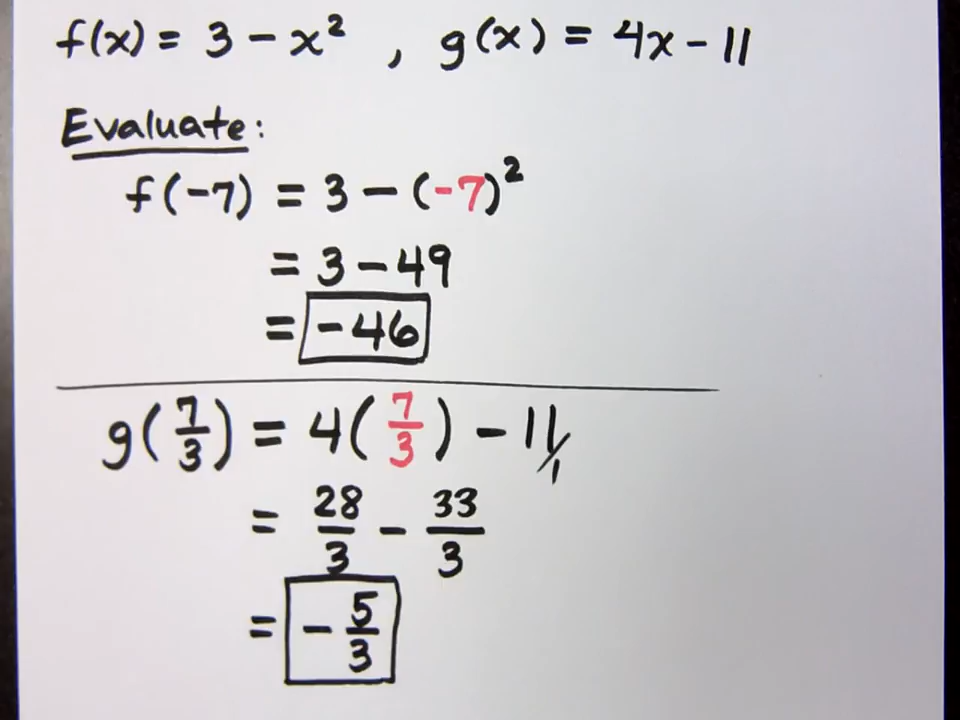 f(x) = 3 - x² , g(x) = 4x - 11
Evaluate:
f(-7) = 3 - (-7)²
= 3 - 49
= -46
g(7/3) = 4(7/3) - 11/1
= 28/3 - 33/3
= -5/3